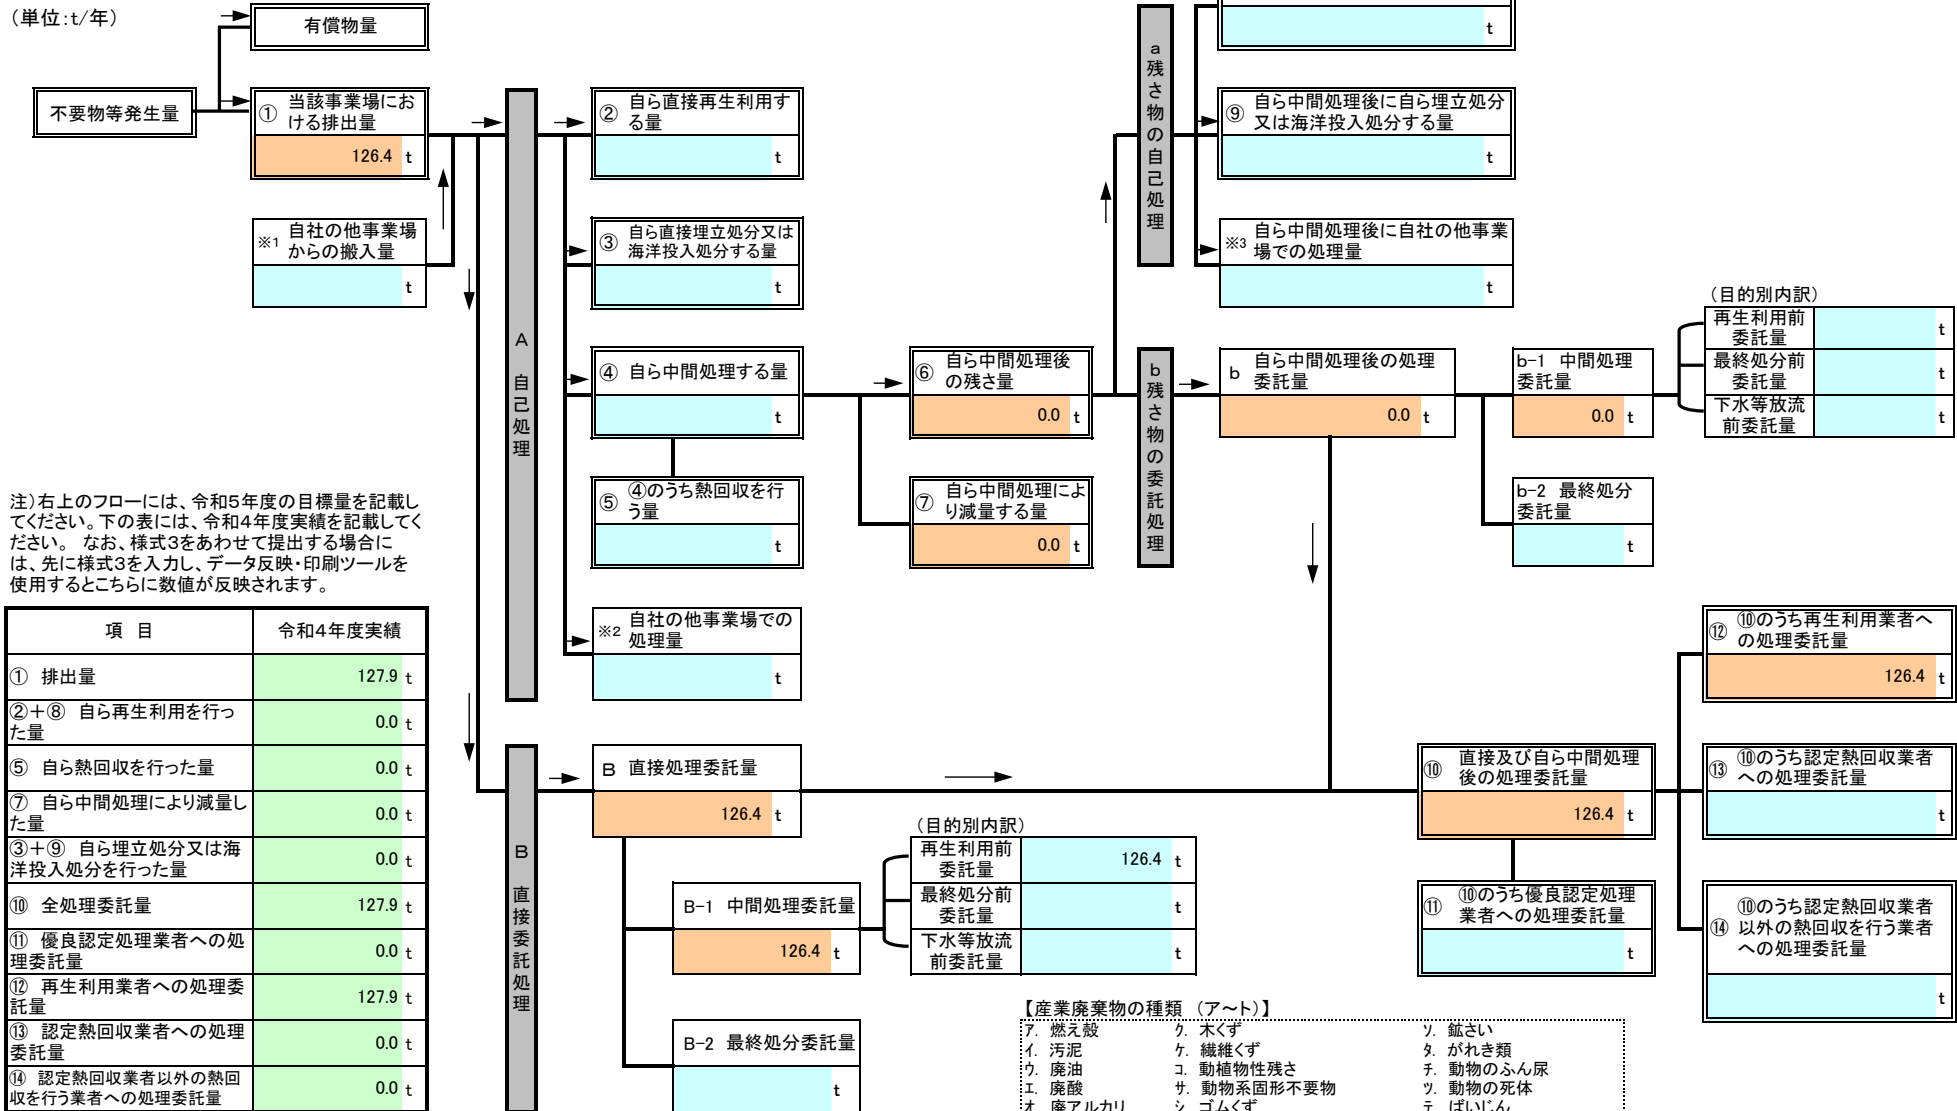 （単位：t/年）
有償物量
不要物等発生量
① 当該事業場にお
ける排出量
126.4 t
※1 自社の他事業場
からの搬入量
t
A 自己処理
② 自ら直接再生利用す
る量
t
③ 自ら直接埋立処分又は
海洋投入処分する量
t
④ 自ら中間処理する量
t
⑤ ④のうち熱回収を行
う量
t
※2 自社の他事業場での
処理量
t
⑥ 自ら中間処理後
の残さ量
0.0 t
⑦ 自ら中間処理によ
り減量する量
0.0 t
a残さ物の自己処理
t
⑨ 自ら中間処理後に自ら埋立処分
又は海洋投入処分する量
t
※3 自ら中間処理後に自社の他事業
場での処理量
t
b残さ物の委託処理
b 自ら中間処理後の処理
委託量
0.0 t
b-1 中間処理
委託量
0.0 t
b-2 最終処分
委託量
t
（目的別内訳）
再生利用前
委託量
t
最終処分前
委託量
t
下水等放流
前委託量
t
注）右上のフローには、令和５年度の目標量を記載し
てください。下の表には、令和４年度実績を記載してく
ださい。 なお、様式３をあわせて提出する場合に
は、先に様式３を入力し、データ反映・印刷ツールを
使用するとこちらに数値が反映されます。
項 目 令和４年度実績
① 排出量 127.9 t
②＋⑧ 自ら再生利用を行っ
た量 0.0 t
⑤ 自ら熱回収を行った量 0.0 t
⑦ 自ら中間処理により減量し
た量 0.0 t
③＋⑨ 自ら埋立処分又は海
洋投入処分を行った量 0.0 t
⑩ 全処理委託量 127.9 t
⑪ 優良認定処理業者への処
理委託量 0.0 t
⑫ 再生利用業者への処理委
託量 127.9 t
⑬ 認定熱回収業者への処理
委託量 0.0 t
⑭ 認定熱回収業者以外の熱回
収を行う業者への処理委託量 0.0 t
B 直接委託処理
B 直接処理委託量
126.4 t
B-1 中間処理委託量
126.4 t
B-2 最終処分委託量
t
（目的別内訳）
再生利用前
委託量
126.4 t
最終処分前
委託量
t
下水等放流
前委託量
t
⑩ 直接及び自ら中間処理
後の処理委託量
126.4 t
⑪ ⑩のうち優良認定処理
業者への処理委託量
t
⑫ ⑩のうち再生利用業者へ
の処理委託量
126.4 t
⑬ ⑩のうち認定熱回収業者
への処理委託量
t
⑭ ⑩のうち認定熱回収業者
以外の熱回収を行う業者
への処理委託量
t
【産業廃棄物の種類 （ア～ト）】
ア. 燃え殻 ク. 木くず ソ. 鉱さい
イ. 汚泥 ケ. 繊維くず タ. がれき類
ウ. 廃油 コ. 動植物性残さ チ. 動物のふん尿
エ. 廃酸 サ. 動物系固形不要物 ツ. 動物の死体
オ. 廃アルカリ シ. ゴムくず テ. ばいじん